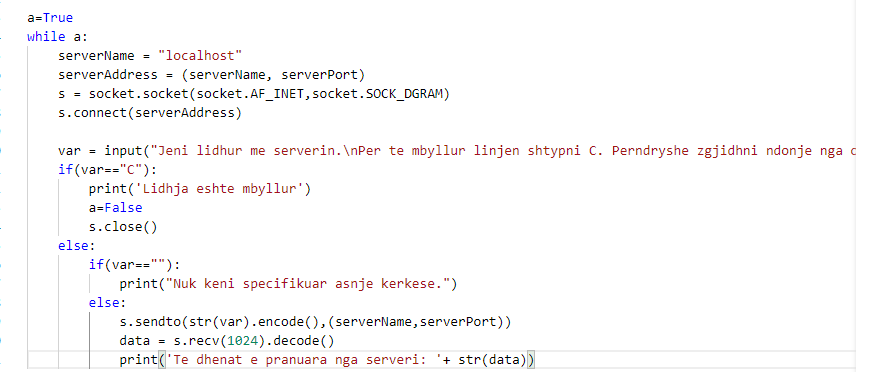 a=True
while a:
    serverName = "localhost"
    serverAddress = (serverName, serverPort)
    s = socket.socket(socket.AF_INET,socket.SOCK_DGRAM)
    s.connect(serverAddress)

    var = input("Jeni lidhur me serverin.\nPer te mbyllur linjen shtypni C. Perndryshe zgjidhni ndonje nga
    if(var=="C"):
        print('Lidhja eshte mbyllur')
        a=False
        s.close()
    else:
        if(var==""):
            print("Nuk keni specifikuar asnje kerkese.")
        else:
            s.sendto(str(var).encode(),(serverName,serverPort))
            data = s.recv(1024).decode()
            print('Te dhenat e pranuara nga serveri: '+ str(data))